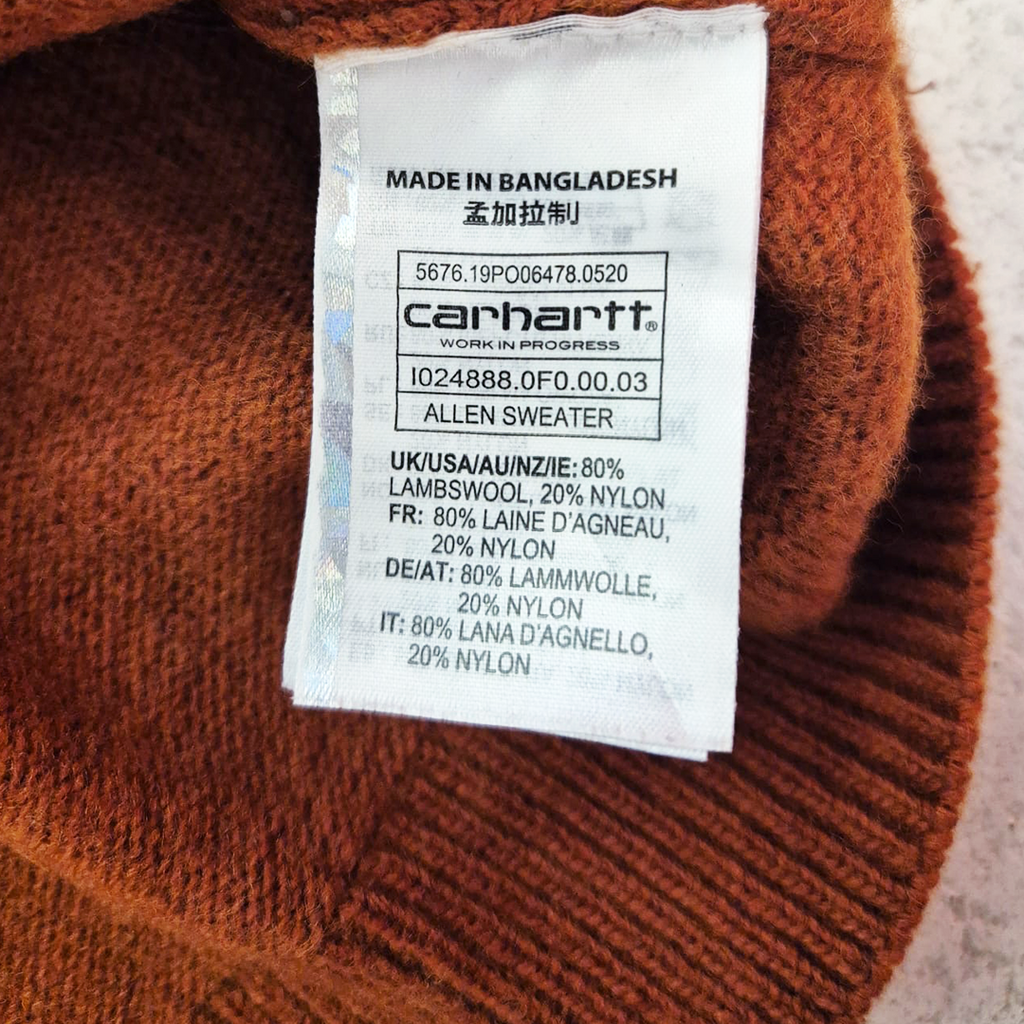 MADE IN BANGLADESH
孟加拉制
5676.19PO06478.0520
carhartt®
WORK IN PROGRESS
I024888.0F0.00.03
ALLEN SWEATER
UK/USA/AU/NZ/IE: 80%
LAMBSWOOL, 20% NYLON
FR: 80% LAINE D'AGNEAU,
20% NYLON
DE/AT: 80% LAMMWOLLE,
20% NYLON
IT: 80% LANA D'AGNELLO,
20% NYLON